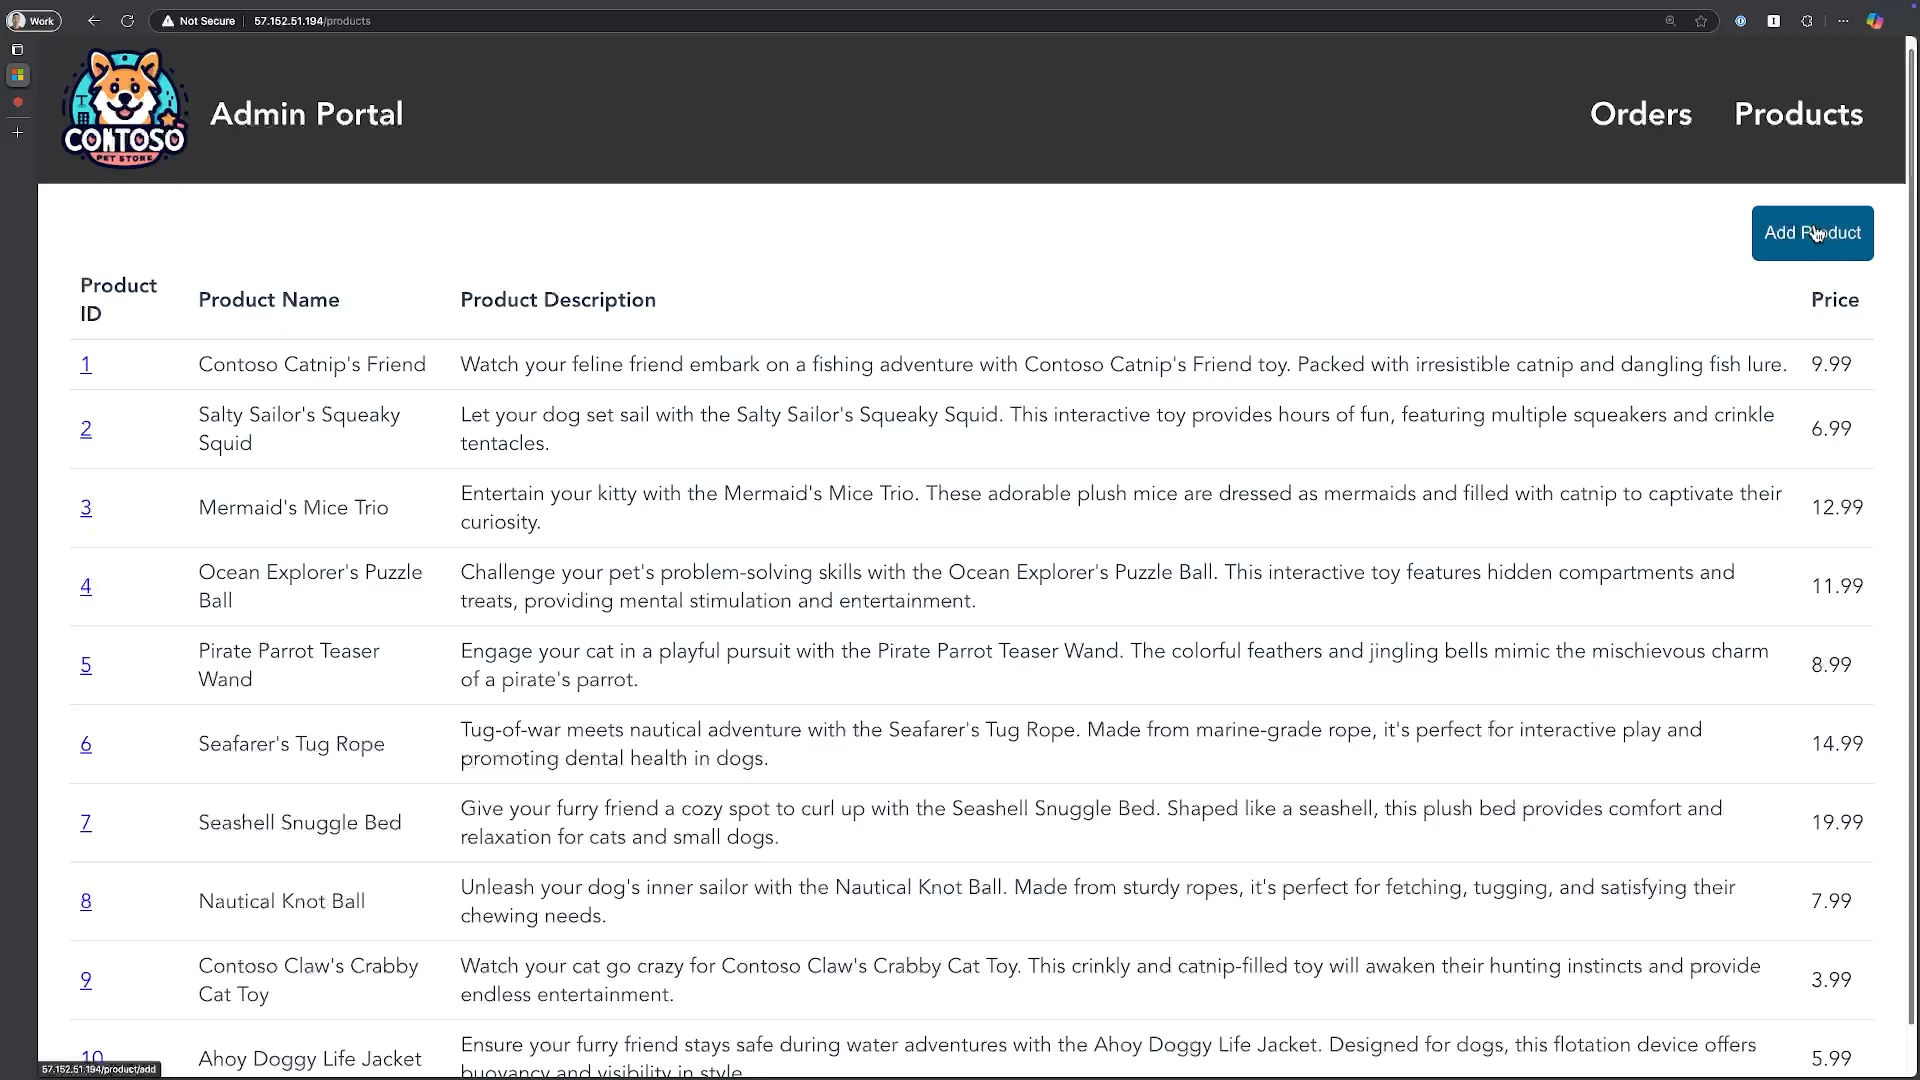 Work
Not Secure
57.152.51.194/products
CONTOSO
PET STORE
Admin Portal
Orders
Products
Add Product
Product ID
Product Name
Product Description
Price
1
Contoso Catnip's Friend
Watch your feline friend embark on a fishing adventure with Contoso Catnip's Friend toy. Packed with irresistible catnip and dangling fish lure.
9.99
2
Salty Sailor's Squeaky
Squid
Let your dog set sail with the Salty Sailor's Squeaky Squid. This interactive toy provides hours of fun, featuring multiple squeakers and crinkle
tentacles.
6.99
3
Mermaid's Mice Trio
Entertain your kitty with the Mermaid's Mice Trio. These adorable plush mice are dressed as mermaids and filled with catnip to captivate their
curiosity.
12.99
4
Ocean Explorer's Puzzle
Ball
Challenge your pet's problem-solving skills with the Ocean Explorer's Puzzle Ball. This interactive toy features hidden compartments and
treats, providing mental stimulation and entertainment.
11.99
5
Pirate Parrot Teaser
Wand
Engage your cat in a playful pursuit with the Pirate Parrot Teaser Wand. The colorful feathers and jingling bells mimic the mischievous charm
of a pirate's parrot.
8.99
6
Seafarer's Tug Rope
Tug-of-war meets nautical adventure with the Seafarer's Tug Rope. Made from marine-grade rope, it's perfect for interactive play and
promoting dental health in dogs.
14.99
7
Seashell Snuggle Bed
Give your furry friend a cozy spot to curl up with the Seashell Snuggle Bed. Shaped like a seashell, this plush bed provides comfort and
relaxation for cats and small dogs.
19.99
8
Nautical Knot Ball
Unleash your dog's inner sailor with the Nautical Knot Ball. Made from sturdy ropes, it's perfect for fetching, tugging, and satisfying their
chewing needs.
7.99
9
Contoso Claw's Crabby
Cat Toy
Watch your cat go crazy for Contoso Claw's Crabby Cat Toy. This crinkly and catnip-filled toy will awaken their hunting instincts and provide
endless entertainment.
3.99
10
Ahoy Doggy Life Jacket
Ensure your furry friend stays safe during water adventures with the Ahoy Doggy Life Jacket. Designed for dogs, this flotation device offers
buoyancy and visibility in style.
5.99
57.152.51.194/product/add